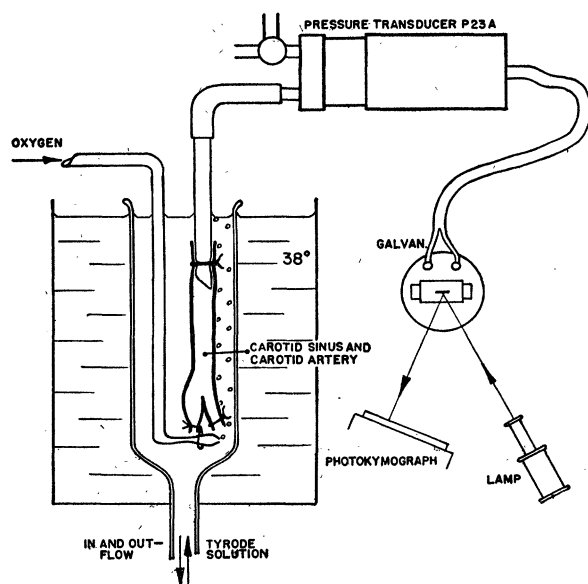 PRESSURE TRANSDUCER P23A
OXYGEN
GALVAN.
38°
CAROTID SINUS AND
CAROTID ARTERY
PHOTOKYMOGRAPH
LAMP
IN AND OUT-
FLOW
TYRODE
SOLUTION